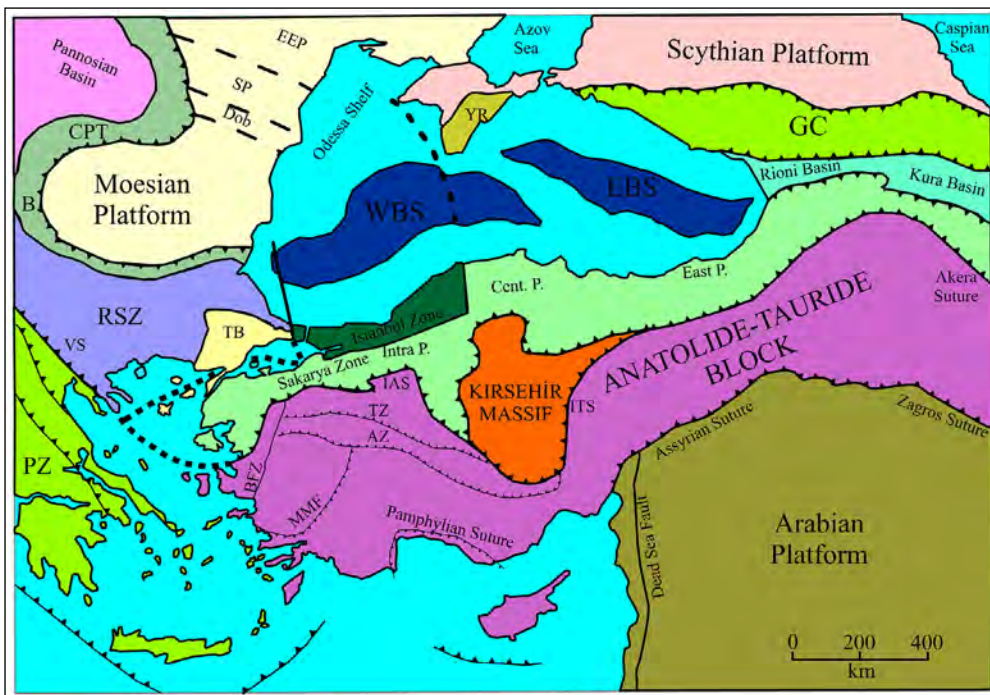 EEP
Azov
Sea
Caspian
Sea
Pannosian
Basin
Scythian Platform
SP
Dob
Odessa Shelf
YR
CPT
GC
Rioni Basin
Kura Basin
Moesian
Platform
B
WBS
LBS
RSZ
VS
TB
Istanbul Zone
Cent. P.
East P.
Akera
Suture
Sakarya Zone
Intra P.
IAS
KIRSEHİR
MASSIF
ITS
ANATOLIDE-TAURIDE
BLOCK
TZ
AZ
BFZ
MMF
Assyrian Suture
Zagros Suture
PZ
Pamphylian Suture
Dead Sea Fault
Arabian
Platform
0 200 400
km